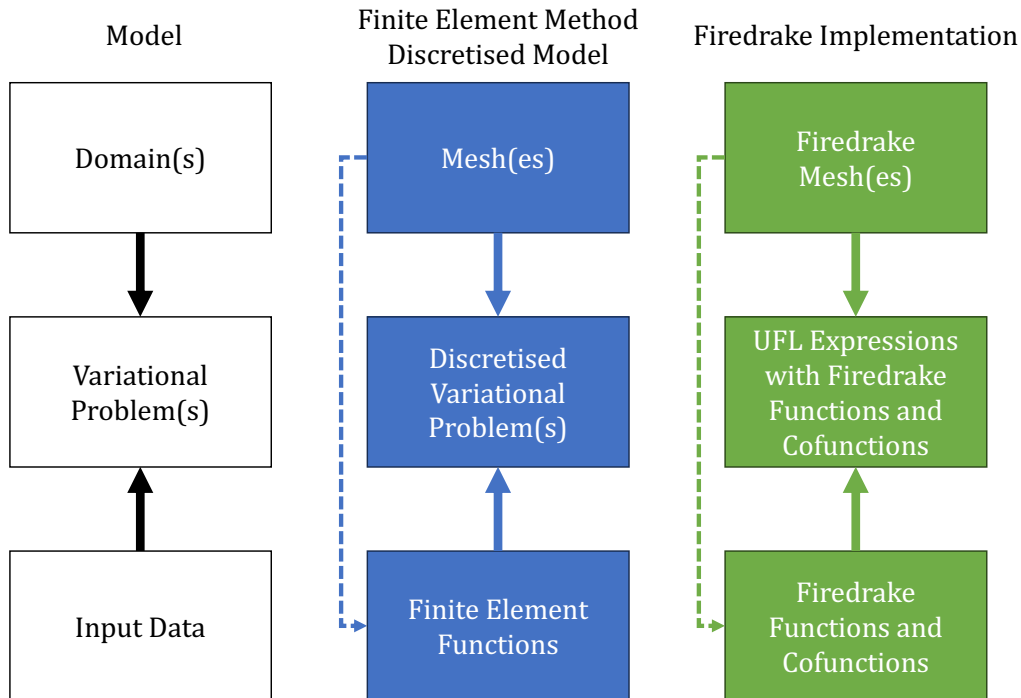 Model
Finite Element Method
Discretised Model
Firedrake Implementation
Domain(s)
Mesh(es)
Firedrake
Mesh(es)
Variational
Problem(s)
Discretised
Variational
Problem(s)
UFL Expressions
with Firedrake
Functions and
Cofunctions
Input Data
Finite Element
Functions
Firedrake
Functions and
Cofunctions